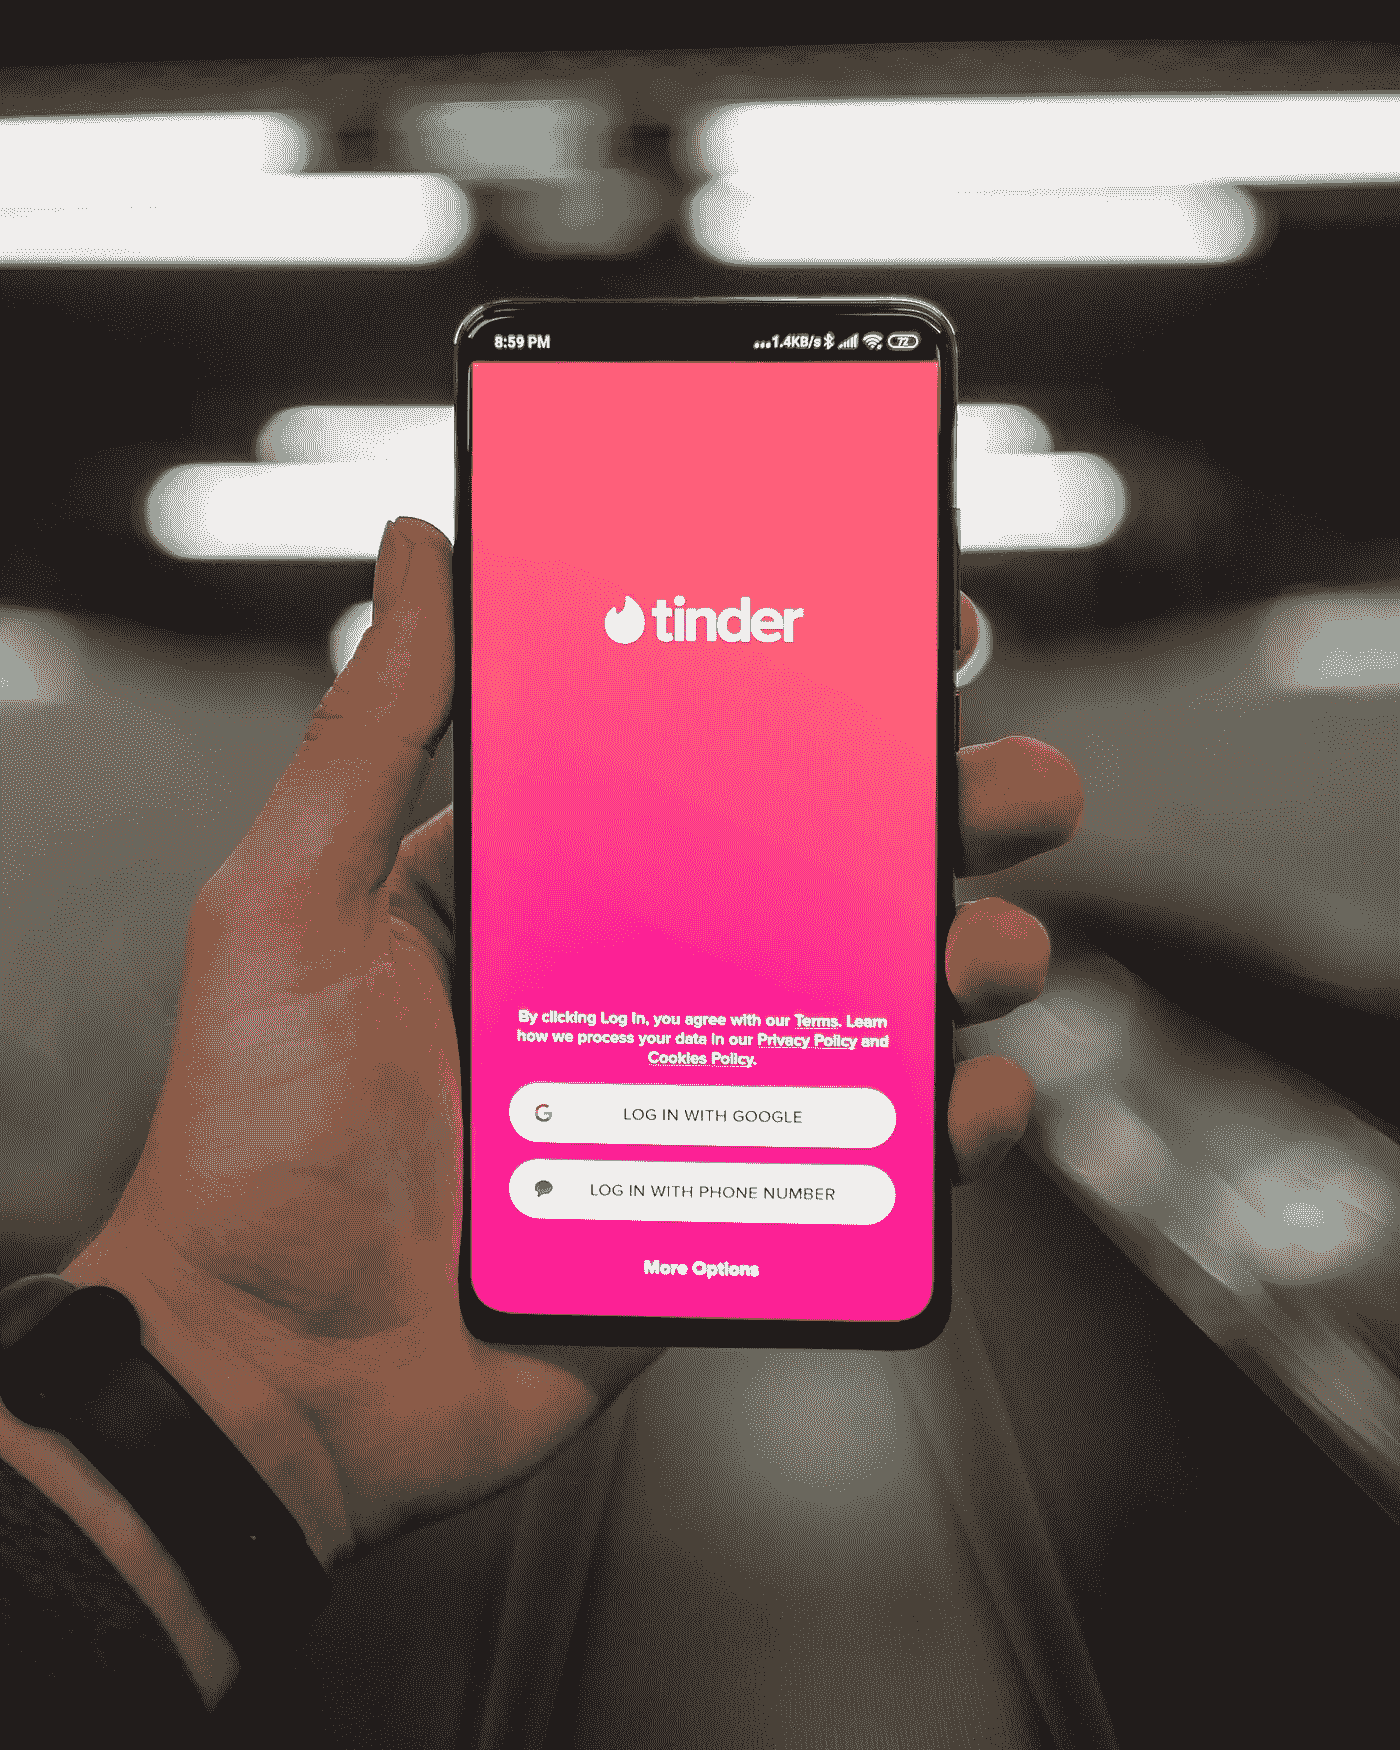 8:59 PM ...1.4KB/s 72
tinder
By clicking Log In, you agree with our Terms. Learn
how we process your data in our Privacy Policy and
Cookies Policy.
G LOG IN WITH GOOGLE
LOG IN WITH PHONE NUMBER
More Options